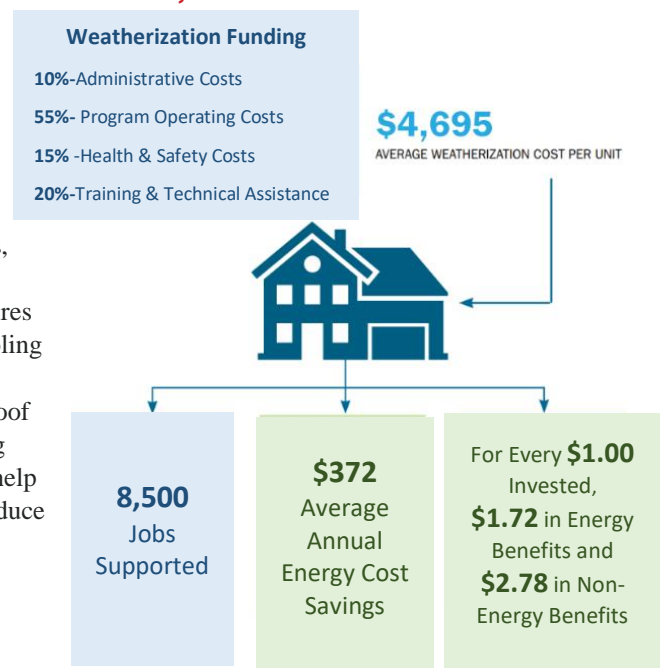 Weatherization Funding
10%-Administrative Costs
55%- Program Operating Costs
15% -Health & Safety Costs
20%-Training & Technical Assistance
$4,695
AVERAGE WEATHERIZATION COST PER UNIT
8,500
Jobs
Supported
$372
Average
Annual
Energy Cost
Savings
For Every $1.00
Invested,
$1.72 in Energy
Benefits and
$2.78 in Non-
Energy Benefits
help